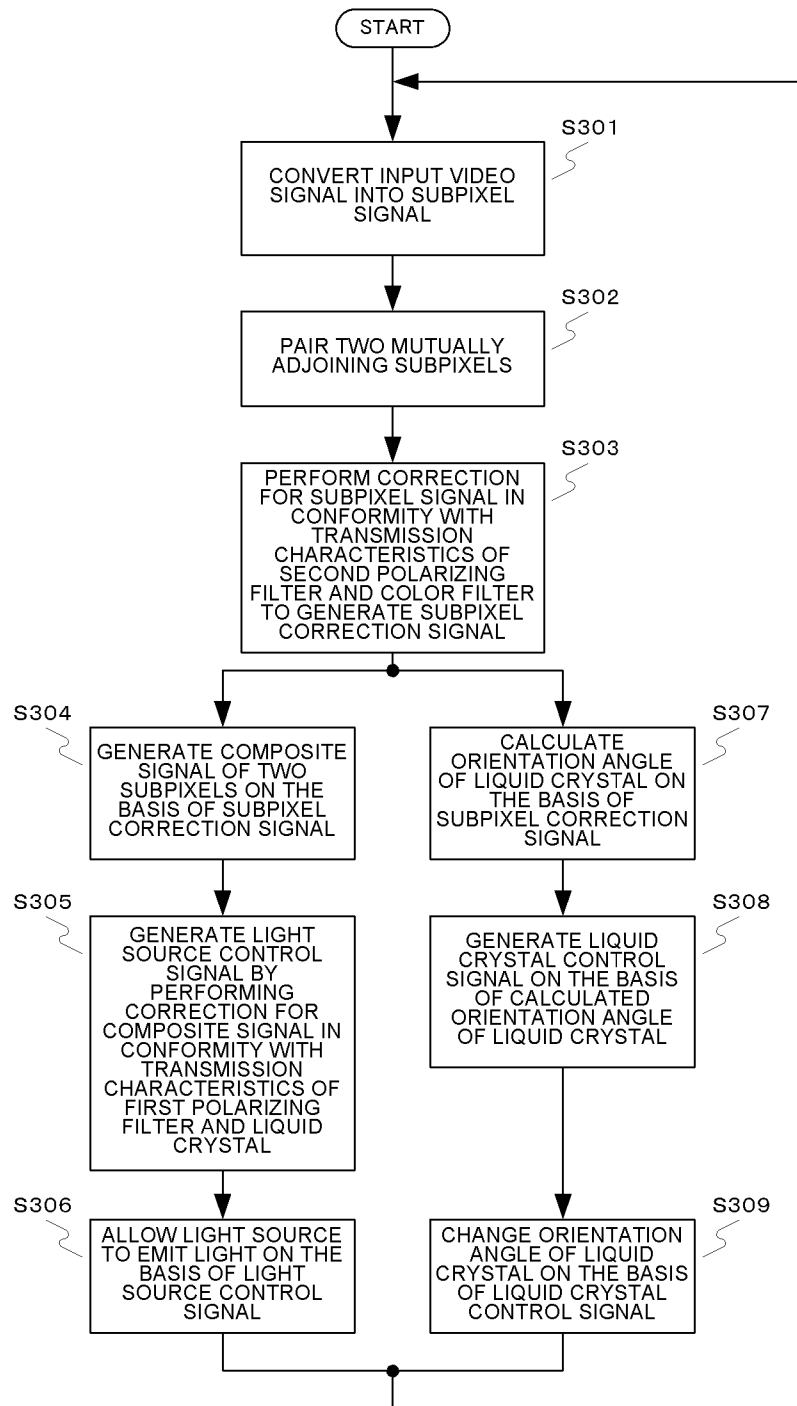 START
S301
CONVERT INPUT VIDEO
SIGNAL INTO SUBPIXEL
SIGNAL
S302
PAIR TWO MUTUALLY
ADJOINING SUBPIXELS
S303
PERFORM CORRECTION
FOR SUBPIXEL SIGNAL IN
CONFORMITY WITH
TRANSMISSION
CHARACTERISTICS OF
SECOND POLARIZING
FILTER AND COLOR FILTER
TO GENERATE SUBPIXEL
CORRECTION SIGNAL
S304
GENERATE COMPOSITE
SIGNAL OF TWO
SUBPIXELS ON THE
BASIS OF SUBPIXEL
CORRECTION SIGNAL
S305
GENERATE LIGHT
SOURCE CONTROL
SIGNAL BY
PERFORMING
CORRECTION FOR
COMPOSITE SIGNAL IN
CONFORMITY WITH
TRANSMISSION
CHARACTERISTICS OF
FIRST POLARIZING
FILTER AND LIQUID
CRYSTAL
S306
ALLOW LIGHT SOURCE
TO EMIT LIGHT ON THE
BASIS OF LIGHT
SOURCE CONTROL
SIGNAL
S307
CALCULATE
ORIENTATION ANGLE
OF LIQUID CRYSTAL ON
THE BASIS OF
SUBPIXEL CORRECTION
SIGNAL
S308
GENERATE LIQUID
CRYSTAL CONTROL
SIGNAL ON THE BASIS
OF CALCULATED
ORIENTATION ANGLE
OF LIQUID CRYSTAL
S309
CHANGE ORIENTATION
ANGLE OF LIQUID
CRYSTAL ON THE BASIS
OF LIQUID CRYSTAL
CONTROL SIGNAL